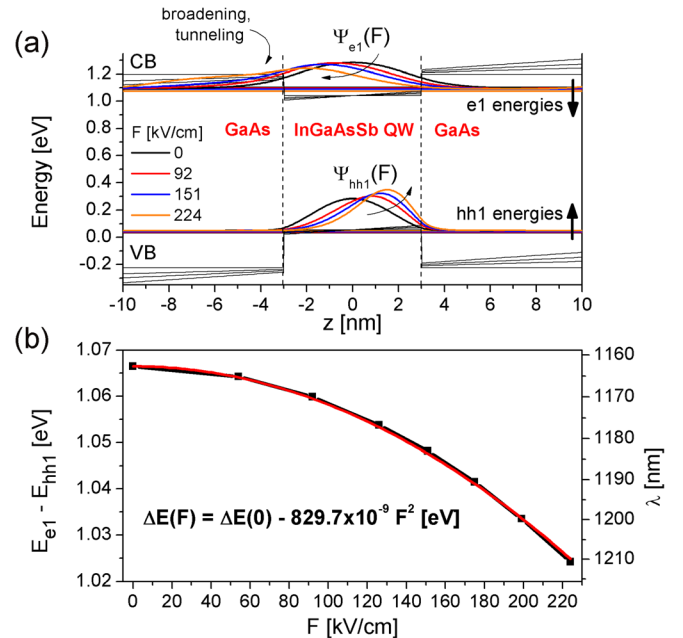 (a)
broadening,
tunneling
Ψe1(F)
CB
e1 energies
GaAs
InGaAsSb QW
GaAs
F [kV/cm]
0
92
151
224
Ψhh1(F)
hh1 energies
VB
Energy [eV]
1.2
1.0
0.8
0.6
0.4
0.2
0.0
-0.2
-10 -8 -6 -4 -2 0 2 4 6 8 10
z [nm]
(b)
Ee1 - Ehh1
[eV]
1.07
1.06
1.05
1.04
1.03
1.02
ΔE(F) = ΔE(0) - 829.7x10⁻⁹ F² [eV]
1160
1170
1180
1190
1200
1210
λ [nm]
0 20 40 60 80 100 120 140 160 180 200 220
F [kV/cm]